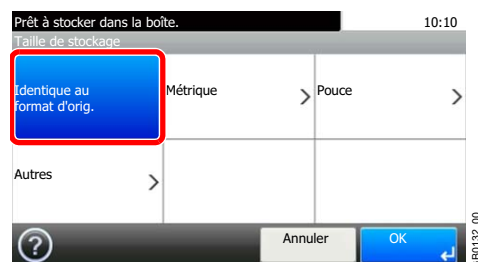 Prêt à stocker dans la boîte. 10:10
Taille de stockage
Identique au
format d'orig.
Métrique
Pouce
Autres
?
Annuler
OK